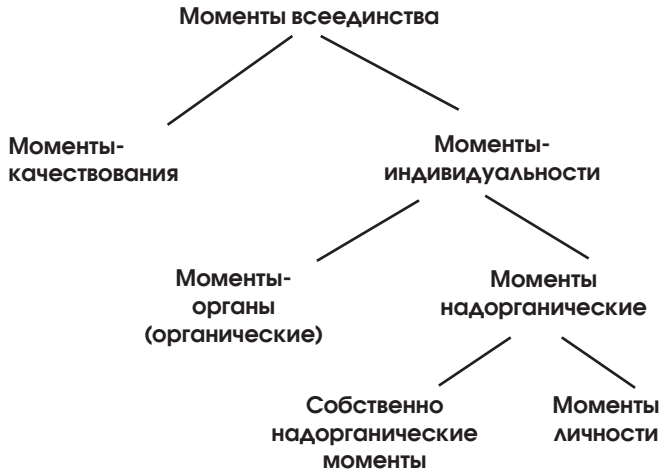 Моменты всеединства
Моменты-
качествования
Моменты-
индивидуальности
Моменты-
органы
(органические)
Моменты
надорганические
Собственно
надорганические
моменты
Моменты
личности